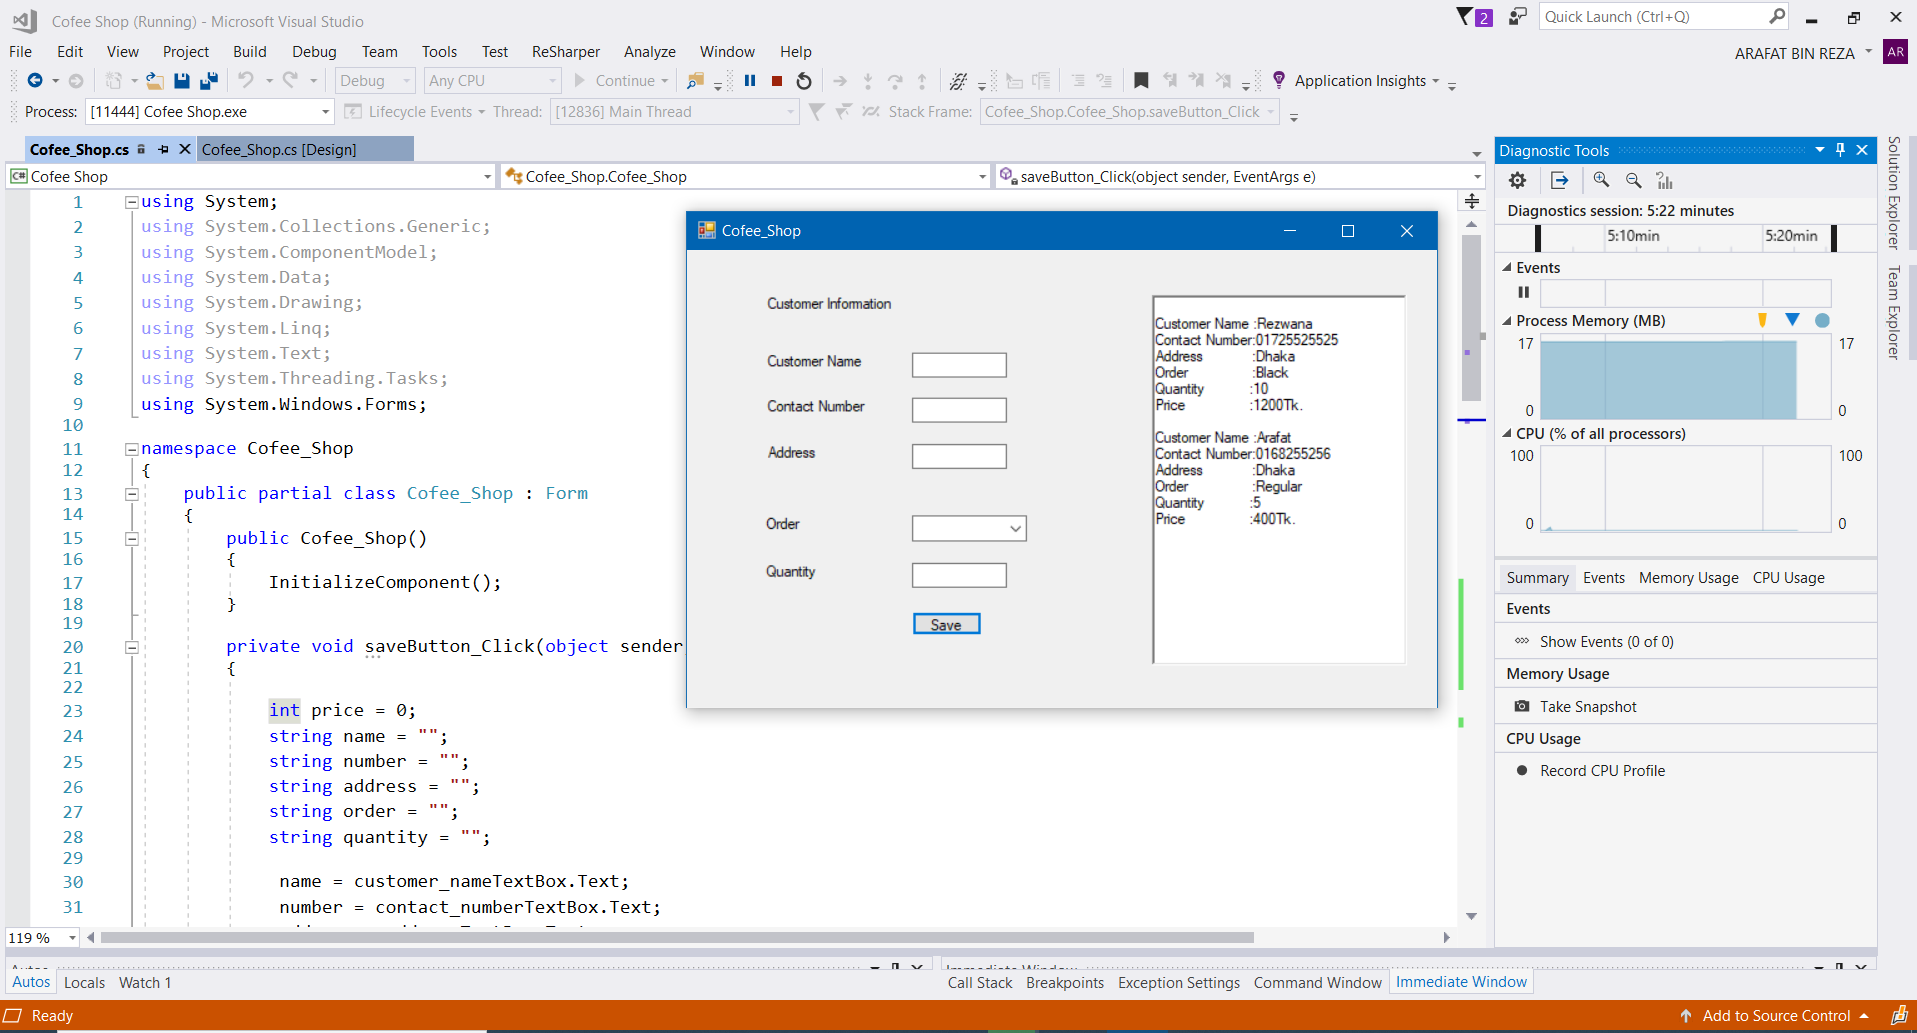 Cofee Shop (Running) - Microsoft Visual Studio
2
Quick Launch (Ctrl+Q)
File Edit View Project Build Debug Team Tools Test ReSharper Analyze Window Help
ARAFAT BIN REZA AR
Debug Any CPU Continue Application Insights
Process: [11444] Cofee Shop.exe Lifecycle Events Thread: [12836] Main Thread Stack Frame: Cofee_Shop.Cofee_Shop.saveButton_Click
Cofee_Shop.cs Cofee_Shop.cs [Design]
C# Cofee Shop Cofee_Shop.Cofee_Shop saveButton_Click(object sender, EventArgs e)
1 using System;
2 using System.Collections.Generic;
3 using System.ComponentModel;
4 using System.Data;
5 using System.Drawing;
6 using System.Linq;
7 using System.Text;
8 using System.Threading.Tasks;
9 using System.Windows.Forms;
10
11 namespace Cofee_Shop
12 {
13 public partial class Cofee_Shop : Form
14 {
15 public Cofee_Shop()
16 {
17 InitializeComponent();
18 }
19
20 private void saveButton_Click(object sender
21 {
22
23 int price = 0;
24 string name = "";
25 string number = "";
26 string address = "";
27 string order = "";
28 string quantity = "";
29
30 name = customer_nameTextBox.Text;
31 number = contact_numberTextBox.Text;
119 %
Cofee_Shop
Customer Information
Customer Name
Contact Number
Address
Order
Quantity
Save
Customer Name :Rezwana
Contact Number:01725525525
Address :Dhaka
Order :Black
Quantity :10
Price :1200Tk.
Customer Name :Arafat
Contact Number:0168255256
Address :Dhaka
Order :Regular
Quantity :5
Price :400Tk.
Diagnostic Tools
Diagnostics session: 5:22 minutes
5:10min 5:20min
Events
Process Memory (MB)
17 17
0 0
CPU (% of all processors)
100 100
0 0
Summary Events Memory Usage CPU Usage
Events
Show Events (0 of 0)
Memory Usage
Take Snapshot
CPU Usage
Record CPU Profile
Solution Explorer
Team Explorer
Autos Locals Watch 1
Immediate Window
Call Stack Breakpoints Exception Settings Command Window Immediate Window
Ready
Add to Source Control